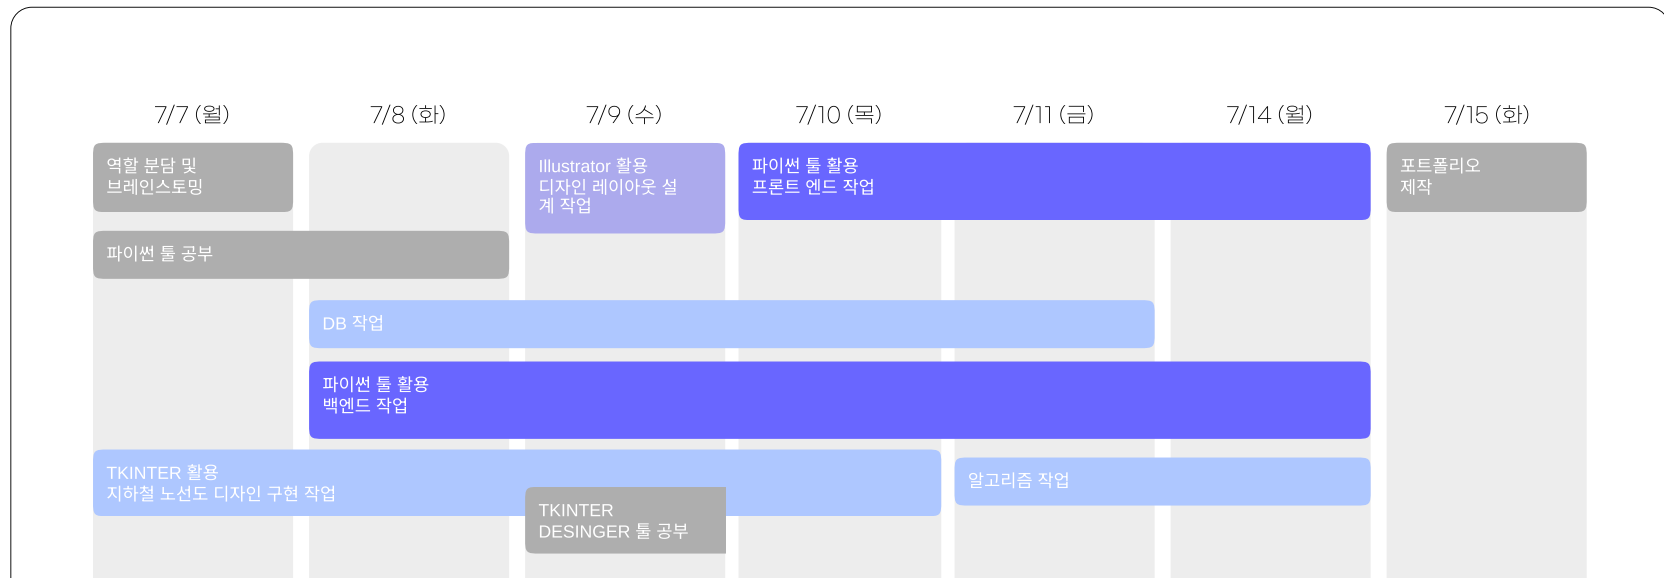 7/7 (월)
7/8 (화)
7/9 (수)
7/10 (목)
7/11 (금)
7/14 (월)
7/15 (화)
역할 분담 및
브레인스토밍
Illustrator 활용
디자인 레이아웃 설
계 작업
파이썬 툴 활용
프론트 엔드 작업
포트폴리오
제작
파이썬 툴 공부
DB 작업
파이썬 툴 활용
백엔드 작업
TKINTER 활용
지하철 노선도 디자인 구현 작업
알고리즘 작업
TKINTER
DESINGER 툴 공부